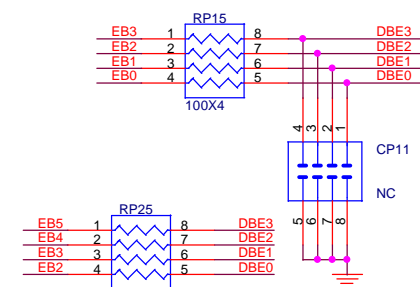 RP15
EB3 1 8 DBE3
EB2 2 7 DBE2
EB1 3 6 DBE1
EB0 4 5 DBE0
100X4
4 3 2 1
CP11
NC
5 6 7 8
RP25
EB5 1 8 DBE3
EB4 2 7 DBE2
EB3 3 6 DBE1
EB2 4 5 DBE0